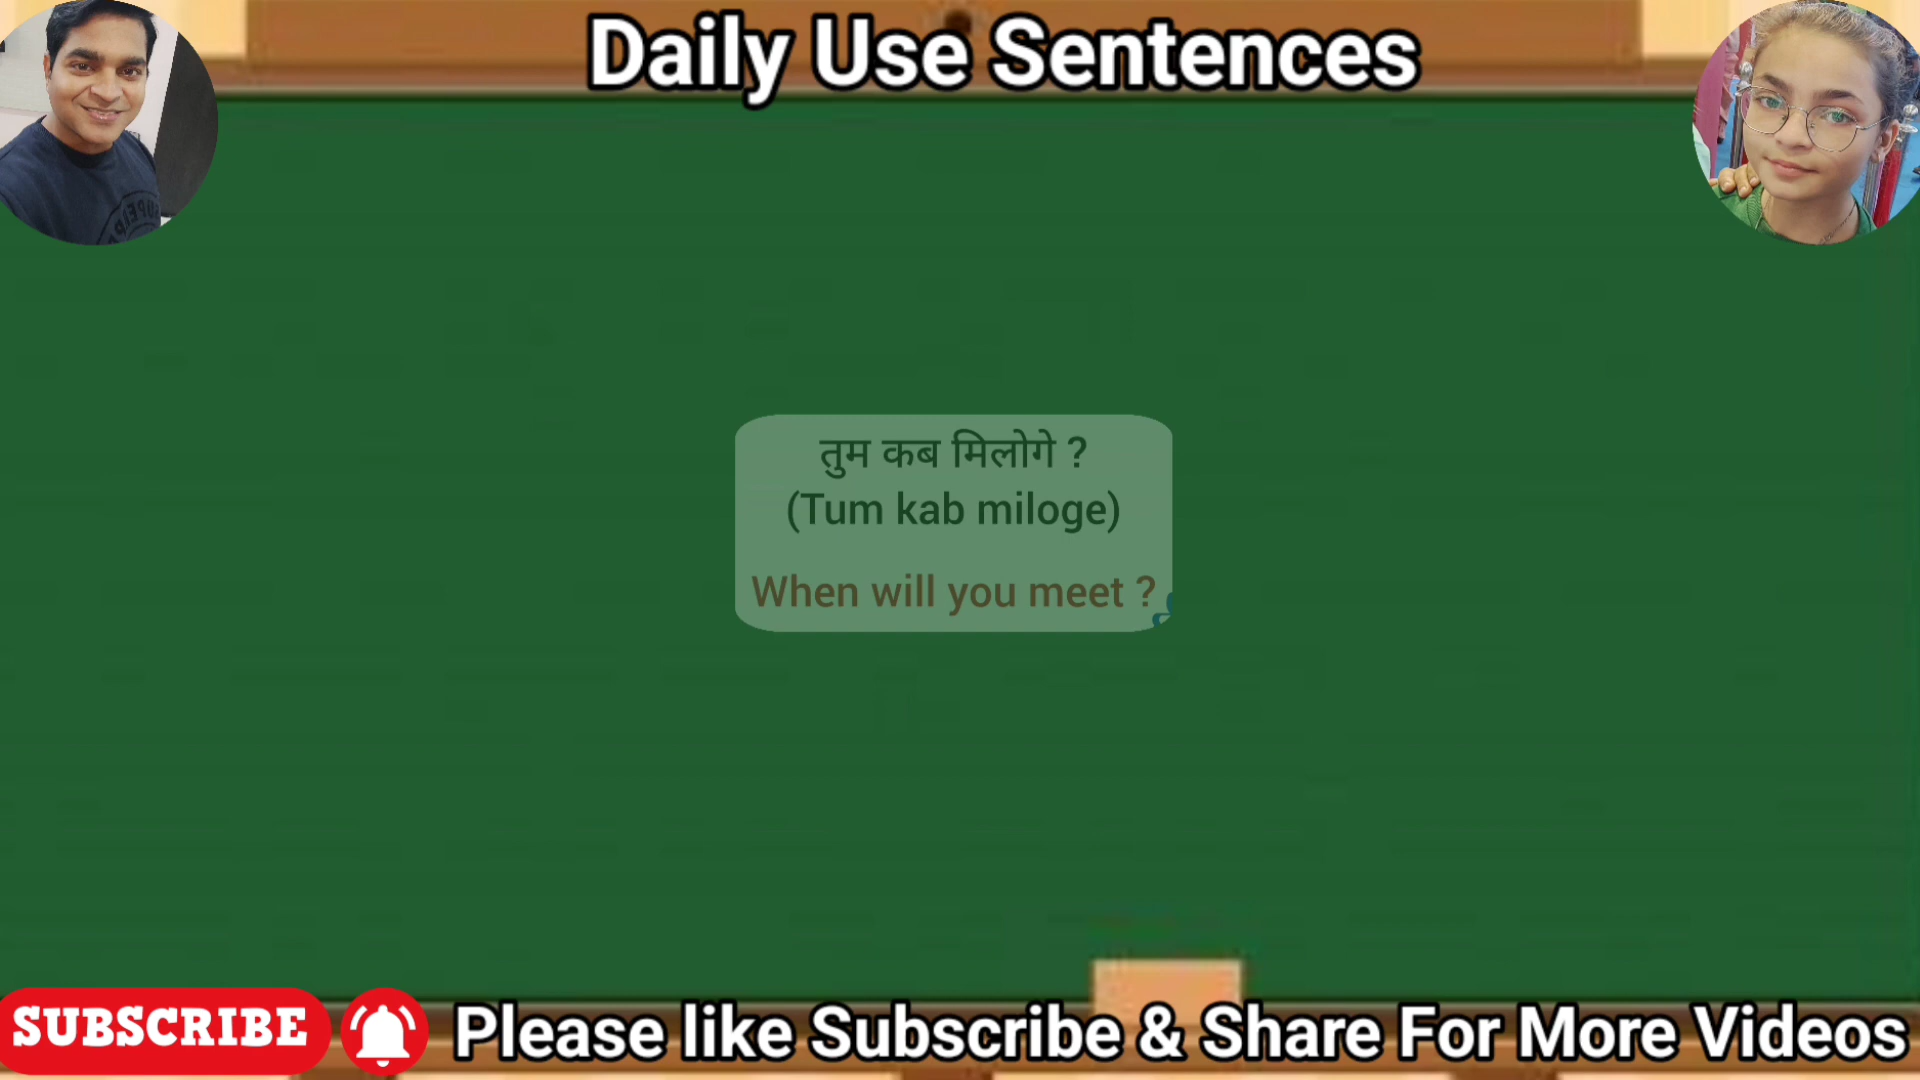 Daily Use Sentences
तुम कब मिलोगे ?
(Tum kab miloge)
When will you meet ?
SUBSCRIBE
Please like Subscribe & Share For More Videos